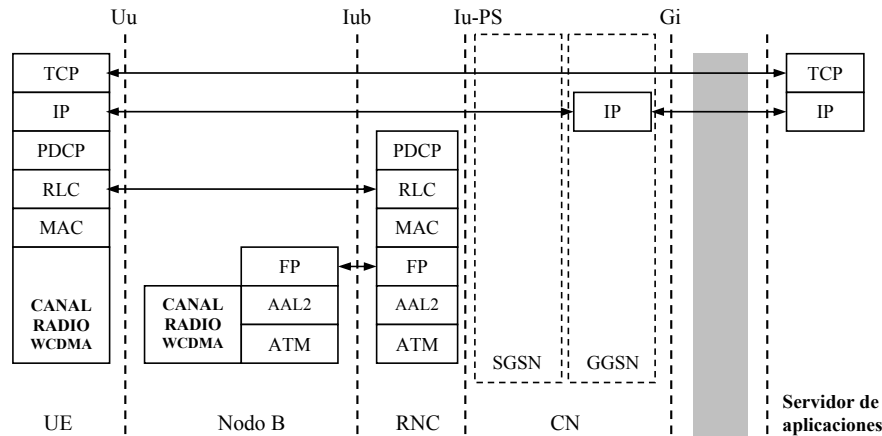 Uu Iub Iu-PS Gi
TCP TCP
IP IP IP
PDCP PDCP
RLC RLC
MAC MAC
FP FP
CANAL RADIO WCDMA CANAL RADIO WCDMA AAL2 AAL2
ATM ATM
SGSN GGSN
UE Nodo B RNC CN Servidor de aplicaciones